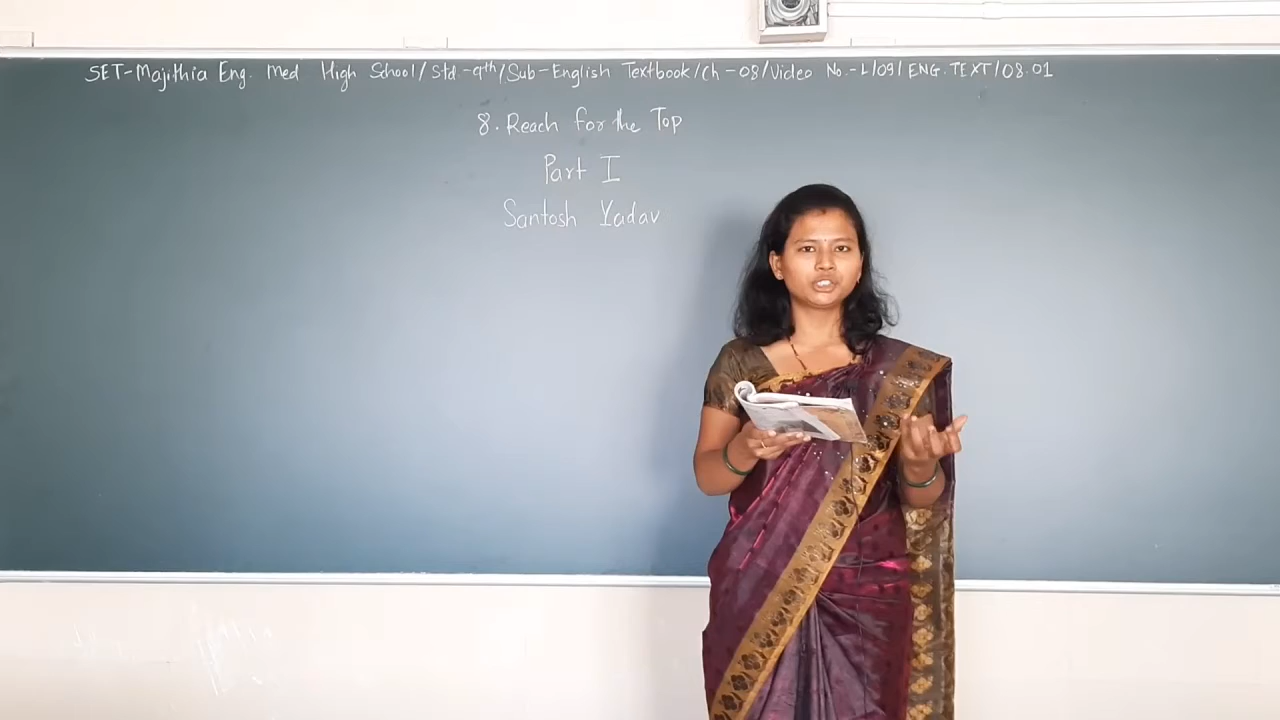 SET-Majithia Eng. Med High School/Std.-9th/Sub-English Textbook/Ch-08/Video No.-L/09/ENG.TEXT/08.01
8. Reach for the Top
Part I
Santosh Yadav